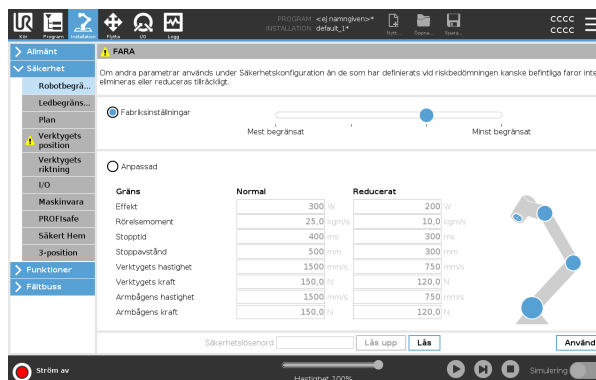 PROGRAM <ej namngiven>*
INSTALLATION default_1*
CCCC
CCCC
Kör Program Installation Flytta I/O Logg Nytt... Öppna... Spara...
Allmänt
Säkerhet
Robotbegrä...
Ledbegräns...
Plan
Verktygets position
Verktygets riktning
I/O
Maskinvara
PROFIsafe
Säkert Hem
3-position
Funktioner
Fältbuss
FARA
Om andra parametrar används under Säkerhetskonfiguration än de som har definierats vid riskbedömningen kanske befintliga faror inte
elimineras eller reduceras tillräckligt.
Fabriksinställningar
Mest begränsat Minst begränsat
Anpassad
Gräns Normal Reducerat
Effekt 300 W 200 W
Rörelsemoment 25,0 kgm/s 10,0 kgm/s
Stopptid 400 ms 300 ms
Stoppavstånd 500 mm 300 mm
Verktygets hastighet 1500 mm/s 750 mm/s
Verktygets kraft 150,0 N 120,0 N
Armbågens hastighet 1500 mm/s 750 mm/s
Armbågens kraft 150,0 N 120,0 N
Säkerhetslösenord Lås upp Lås Använd
Ström av Hastighet 100% Simulering